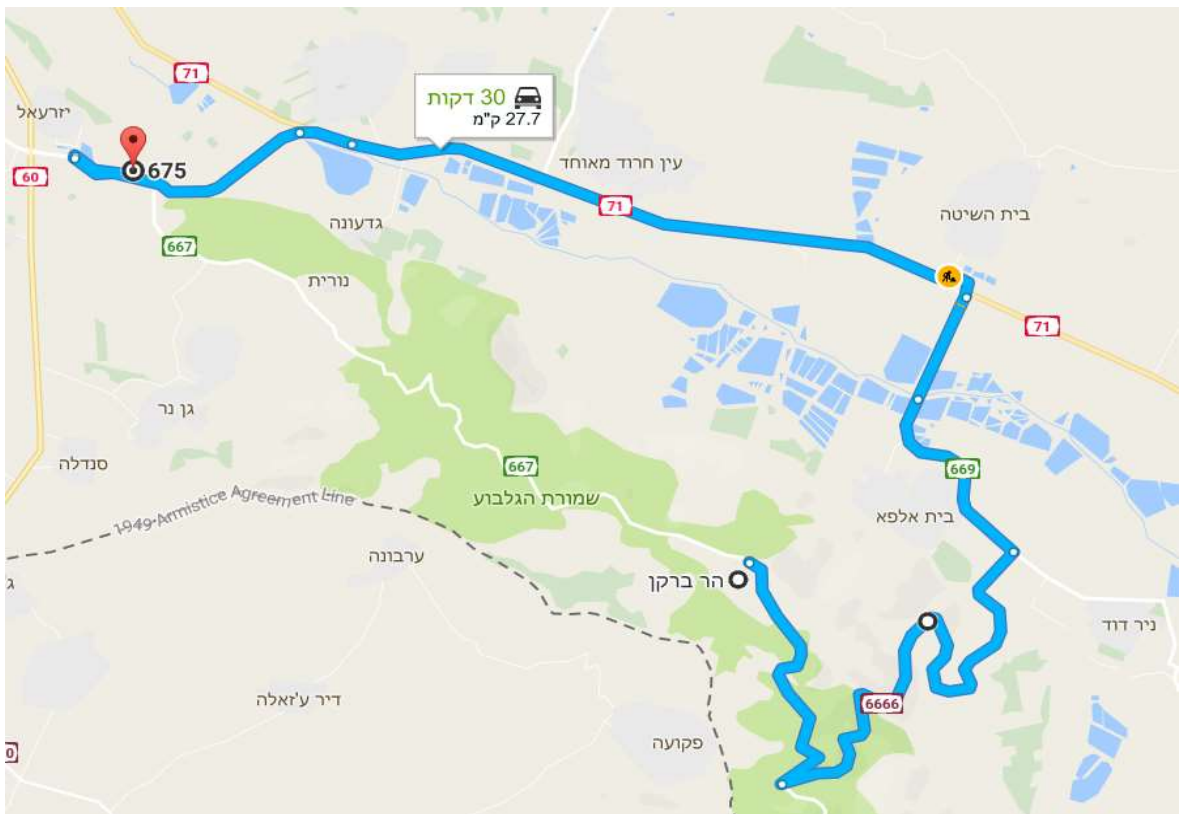 71
30 דקות
27.7 ק"מ
יזרעאל
675
עין חרוד מאוחד
60
71
בית השיטה
גדעונה
667
נורית
71
גן נר
סנדלה
667
669
שמורת הגלבוע
בית אלפא
1949 Armistice Agreement Line
ערבונה
הר ברקן
ג
ניר דוד
דיר ע'זאלה
6666
פקועה
0